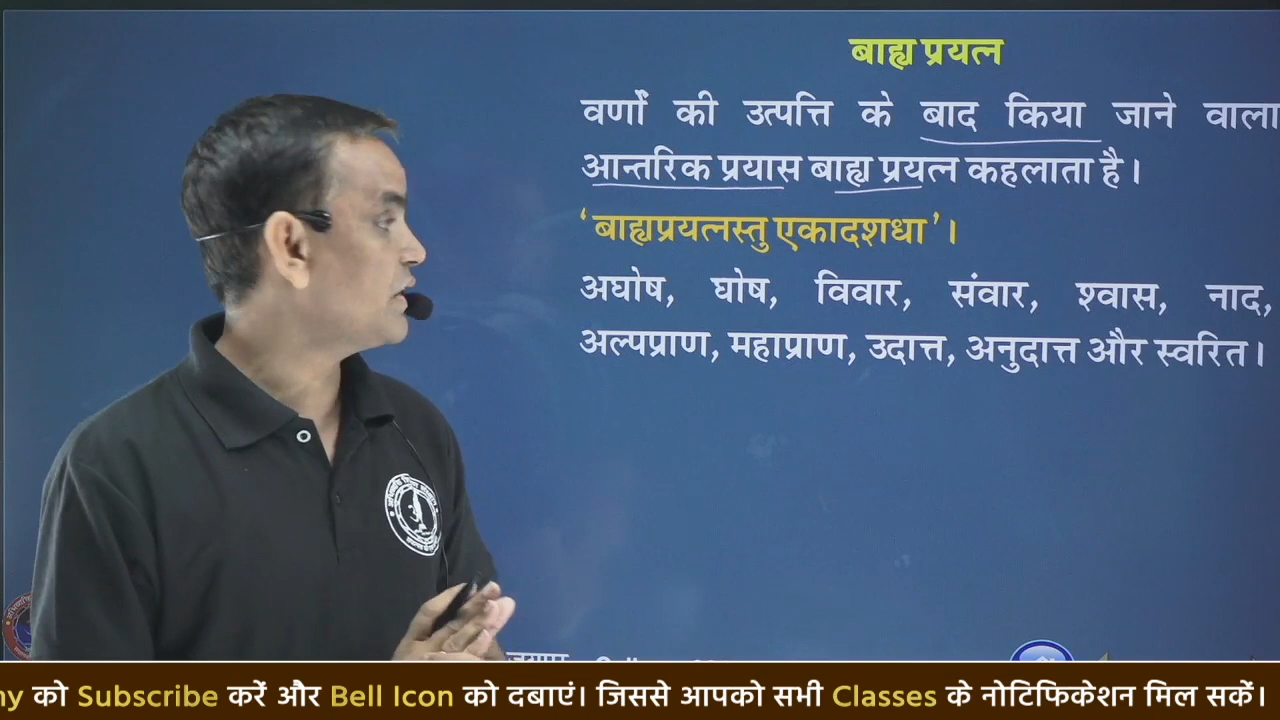 बाह्य प्रयत्न
वर्णों की उत्पत्ति के बाद किया जाने वाला
आन्तरिक प्रयास बाह्य प्रयत्न कहलाता है।
‘बाह्यप्रयत्नस्तु एकादशधा’।
अघोष, घोष, विवार, संवार, श्वास, नाद,
अल्पप्राण, महाप्राण, उदात्त, अनुदात्त और स्वरित।
को Subscribe करें और Bell Icon को दबाएं। जिससे आपको सभी Classes के नोटिफिकेशन मिल सकें।